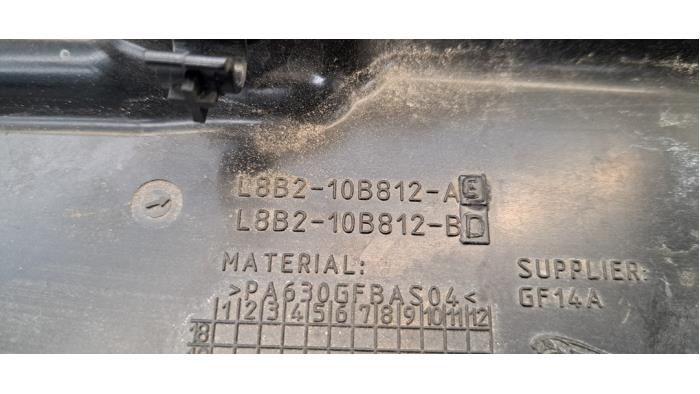 L8B2-10B812-AE
L8B2-10B812-BD
MATERIAL:
>PA630GFBAS04<
SUPPLIER:
GF14A
1 2 3 4 5 6 7 8 9 10 11 12
18